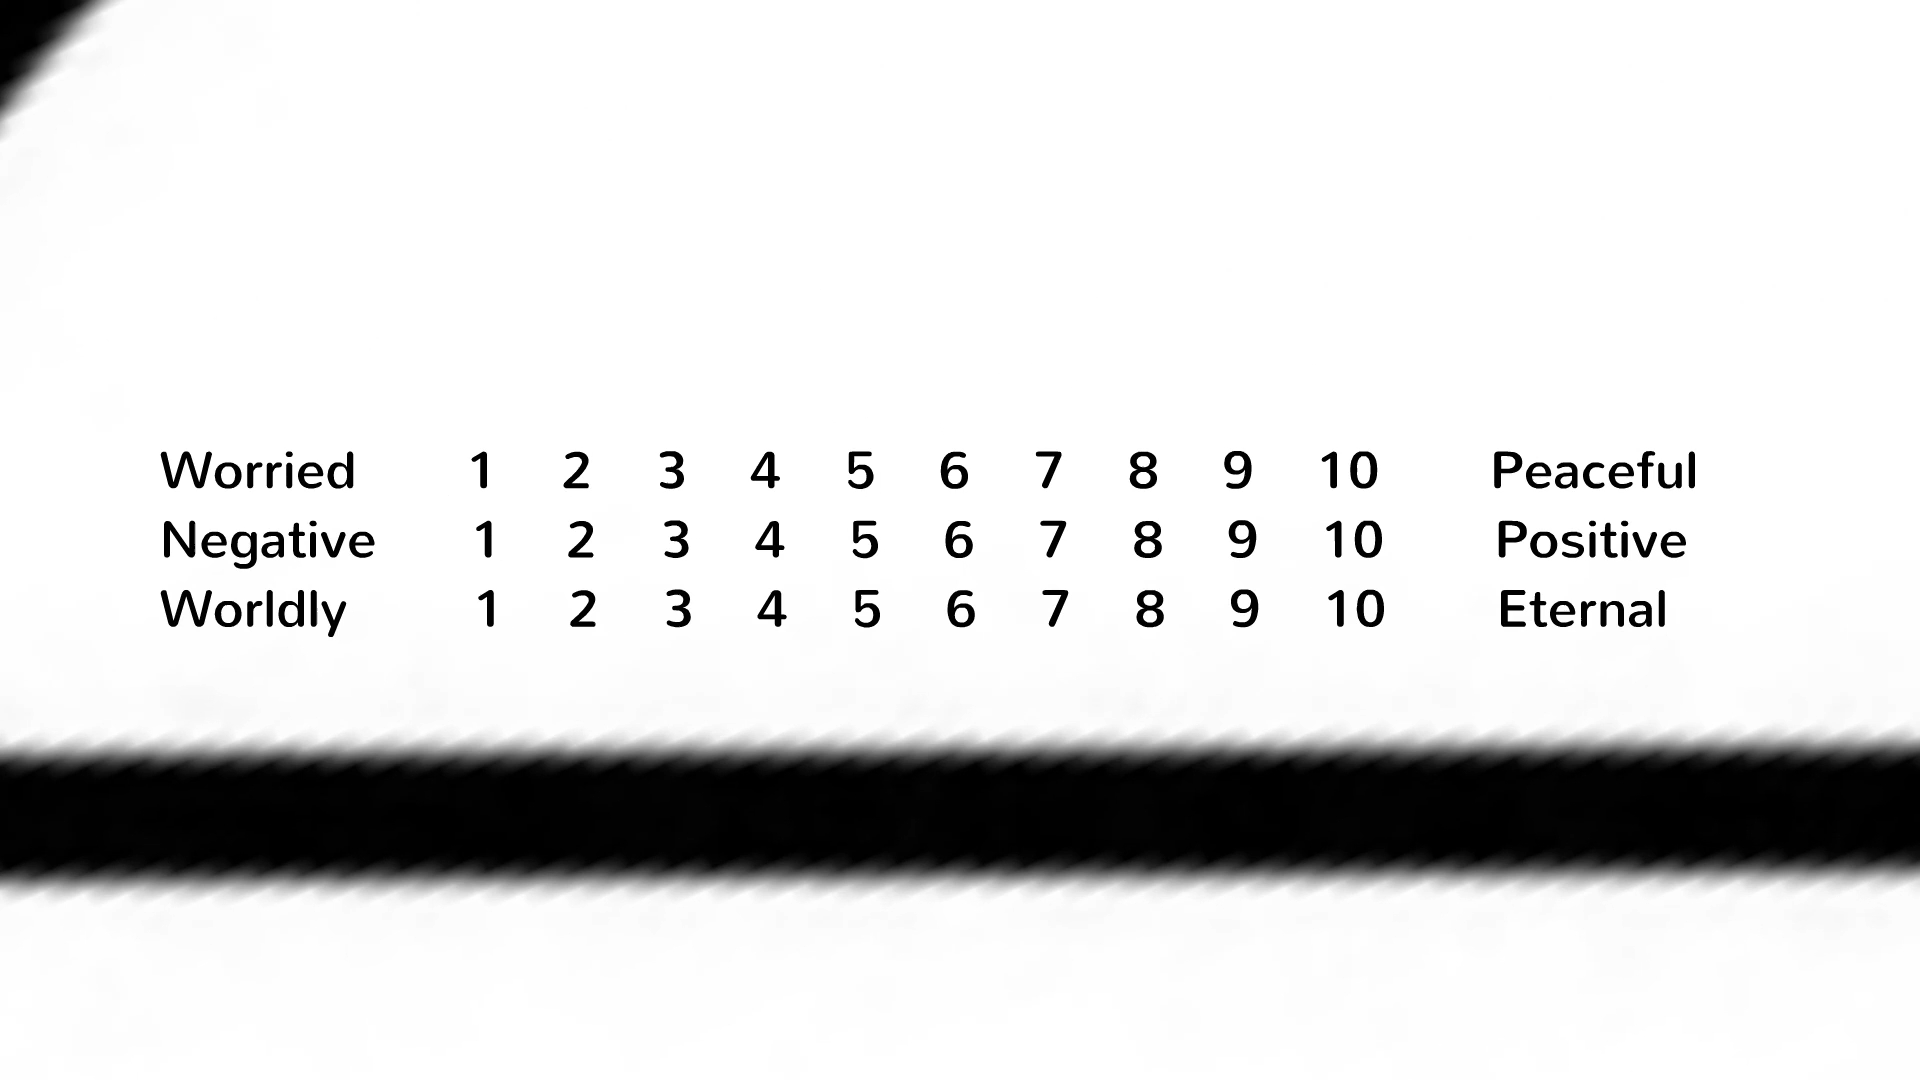 Worried 1 2 3 4 5 6 7 8 9 10 Peaceful
Negative 1 2 3 4 5 6 7 8 9 10 Positive
Worldly 1 2 3 4 5 6 7 8 9 10 Eternal